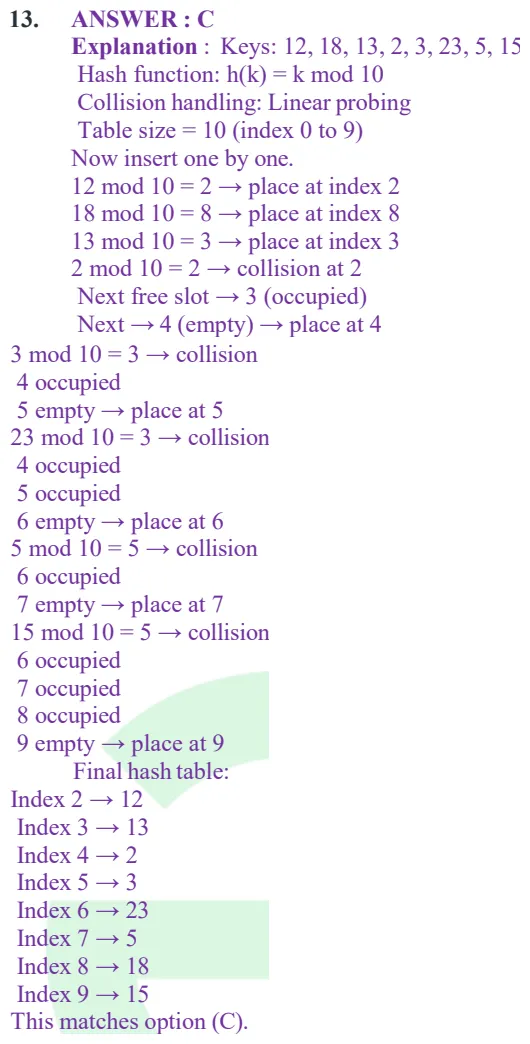 13. ANSWER : C
Explanation : Keys: 12, 18, 13, 2, 3, 23, 5, 15
Hash function: h(k) = k mod 10
Collision handling: Linear probing
Table size = 10 (index 0 to 9)
Now insert one by one.
12 mod 10 = 2 → place at index 2
18 mod 10 = 8 → place at index 8
13 mod 10 = 3 → place at index 3
2 mod 10 = 2 → collision at 2
Next free slot → 3 (occupied)
Next → 4 (empty) → place at 4
3 mod 10 = 3 → collision
4 occupied
5 empty → place at 5
23 mod 10 = 3 → collision
4 occupied
5 occupied
6 empty → place at 6
5 mod 10 = 5 → collision
6 occupied
7 empty → place at 7
15 mod 10 = 5 → collision
6 occupied
7 occupied
8 occupied
9 empty → place at 9
Final hash table:
Index 2 → 12
Index 3 → 13
Index 4 → 2
Index 5 → 3
Index 6 → 23
Index 7 → 5
Index 8 → 18
Index 9 → 15
This matches option (C).